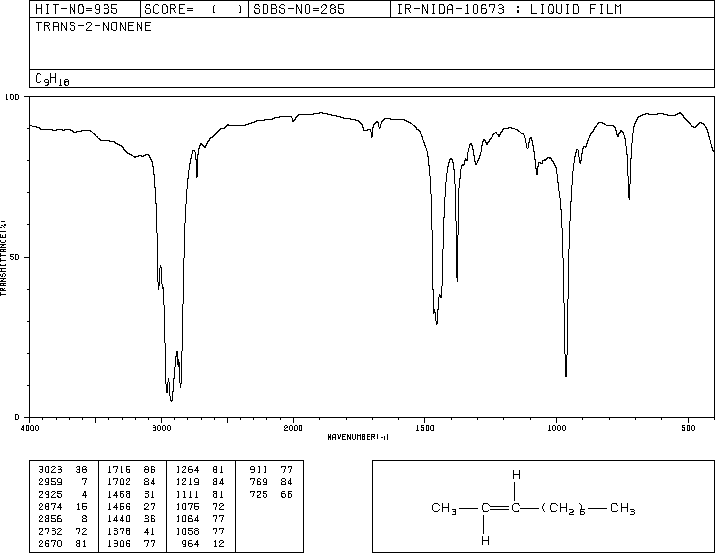 HIT-NO=935 SCORE= ( ) SDBS-NO=285 IR-NIDA-10673 : LIQUID FILM
TRANS-2-NONENE
C9H18
100
50
0
TRANSMITTANCE(%)
4000 3000 2000 1500 1000 500
WAVENUMBER(-1)
3023 38 1716 86 1264 81 911 77
2959 7 1702 84 1219 84 769 84
2925 4 1468 31 1111 81 725 66
2874 15 1456 27 1075 72
2856 8 1440 36 1064 77
2732 72 1378 41 1058 77
2670 81 1306 77 964 12
H
CH3 C C (CH2)5 CH3
H